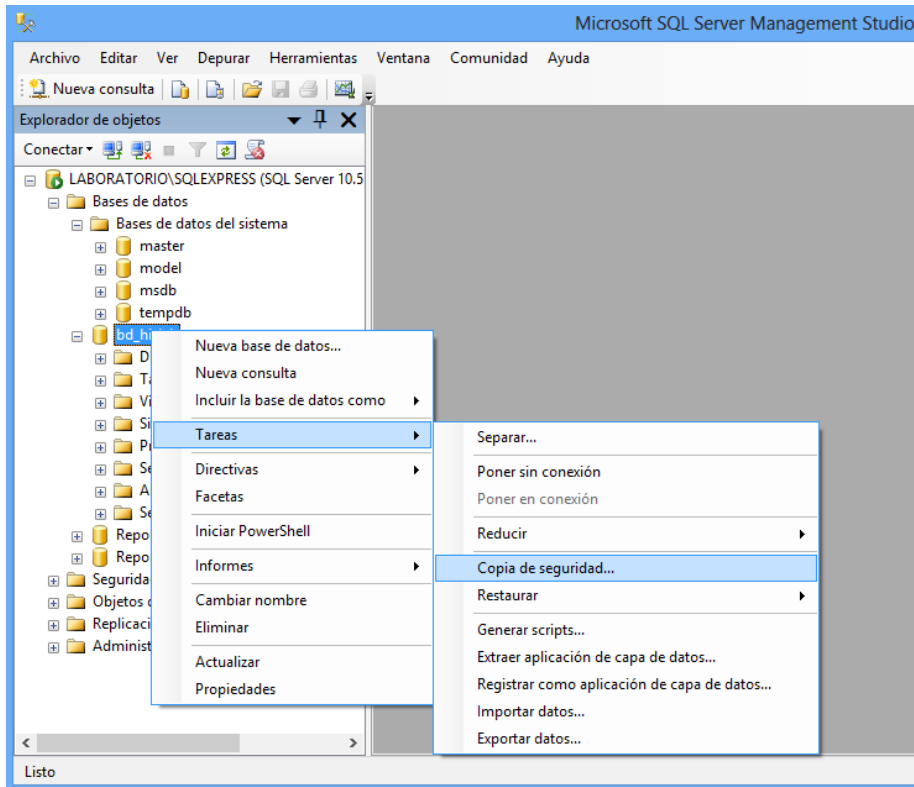 Microsoft SQL Server Management Studio
Archivo Editar Ver Depurar Herramientas Ventana Comunidad Ayuda
Nueva consulta
Explorador de objetos
Conectar
LABORATORIO\SQLEXPRESS (SQL Server 10.5
Bases de datos
Bases de datos del sistema
master
model
msdb
tempdb
Repo
Repo
Segurida
Objetos
Replicaci
Administ
Nueva base de datos...
Nueva consulta
Incluir la base de datos como
Tareas
Directivas
Facetas
Iniciar PowerShell
Informes
Cambiar nombre
Eliminar
Actualizar
Propiedades
Separar...
Poner sin conexión
Poner en conexión
Reducir
Copia de seguridad...
Restaurar
Generar scripts...
Extraer aplicación de capa de datos...
Registrar como aplicación de capa de datos...
Importar datos...
Exportar datos...
Listo